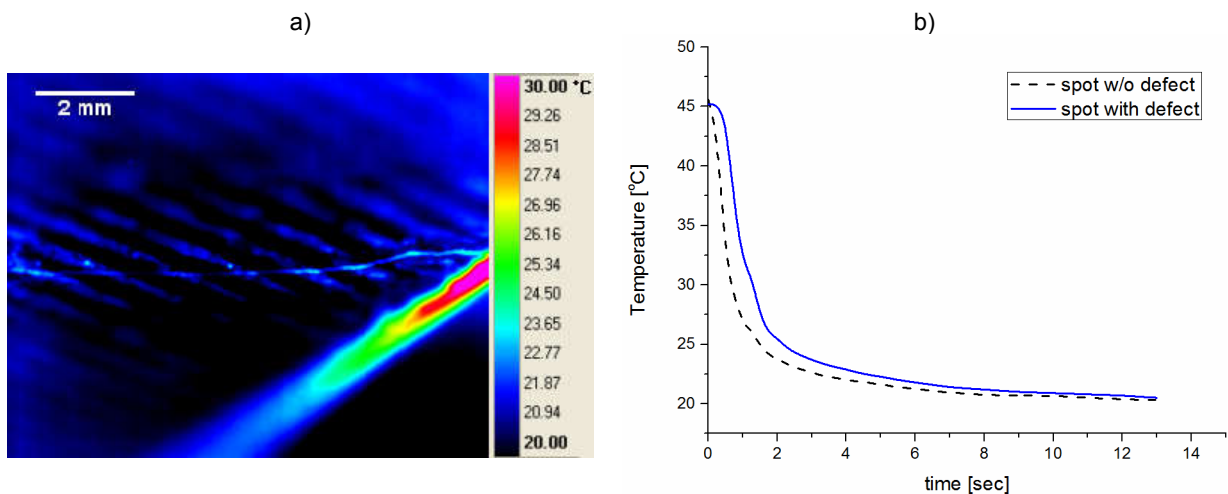 a)
2 mm
30.00 °C
29.26
28.51
27.74
26.96
26.16
25.34
24.50
23.65
22.77
21.87
20.94
20.00
b)
50
45
40
35
30
25
20
Temperature [°C]
spot w/o defect
spot with defect
0 2 4 6 8 10 12 14
time [sec]